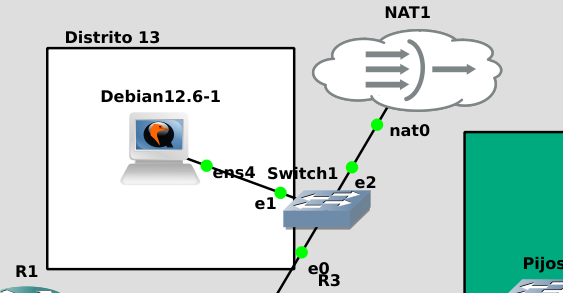 NAT1
Distrito 13
Debian12.6-1
nat0
ens4
Switch1
e2
e1
e0
R3
R1
Pijos